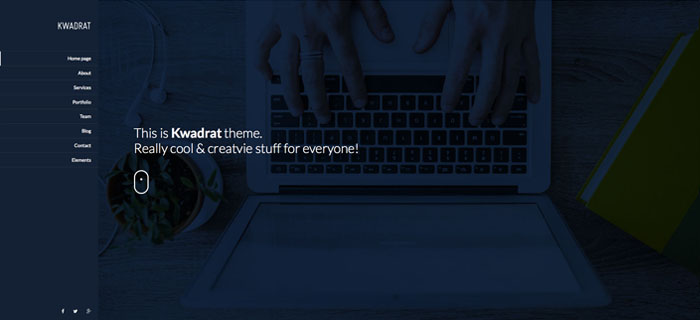 KWADRAT
Home page
About
Services
Portfolio
Team
Blog
Contact
Elements
This is Kwadrat theme.
Really cool & creatvie stuff for everyone!